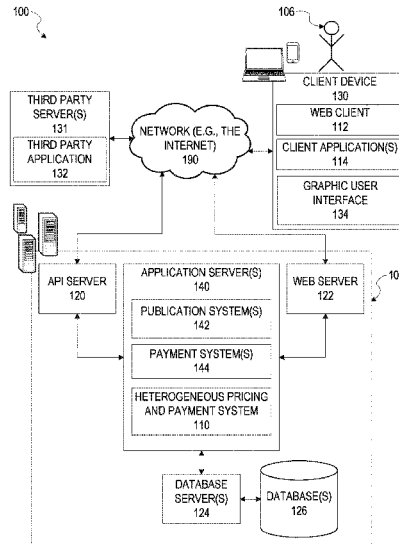 100
106
THIRD PARTY
SERVER(S)
131
THIRD PARTY
APPLICATION
132
NETWORK (E.G., THE
INTERNET)
190
CLIENT DEVICE
130
WEB CLIENT
112
CLIENT APPLICATION(S)
114
GRAPHIC USER
INTERFACE
134
API SERVER
120
APPLICATION SERVER(S)
140
PUBLICATION SYSTEM(S)
142
PAYMENT SYSTEM(S)
144
HETEROGENEOUS PRICING
AND PAYMENT SYSTEM
110
WEB SERVER
122
10
DATABASE
SERVER(S)
124
DATABASE(S)
126